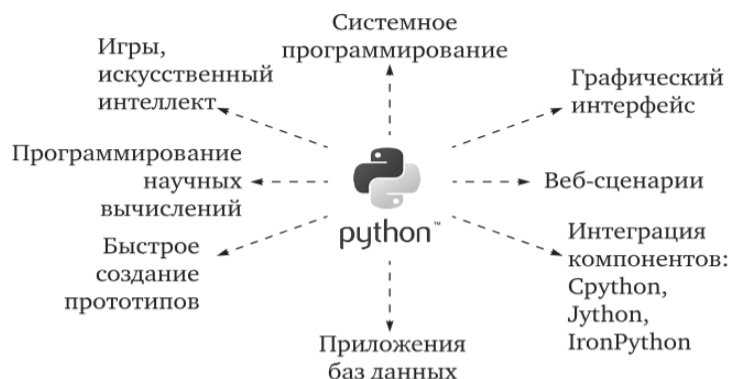 Системное
программирование
Игры,
искусственный
интеллект
Графический
интерфейс
Программирование
научных
вычислений
Веб-сценарии
python™
Быстрое
создание
прототипов
Интеграция
компонентов:
Cpython,
Jython,
IronPython
Приложения
баз данных